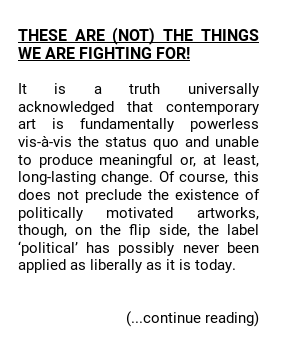 THESE ARE (NOT) THE THINGS
WE ARE FIGHTING FOR!
It is a truth universally
acknowledged that contemporary
art is fundamentally powerless
vis-à-vis the status quo and unable
to produce meaningful or, at least,
long-lasting change. Of course, this
does not preclude the existence of
politically motivated artworks,
though, on the flip side, the label
‘political’ has possibly never been
applied as liberally as it is today.
(...continue reading)